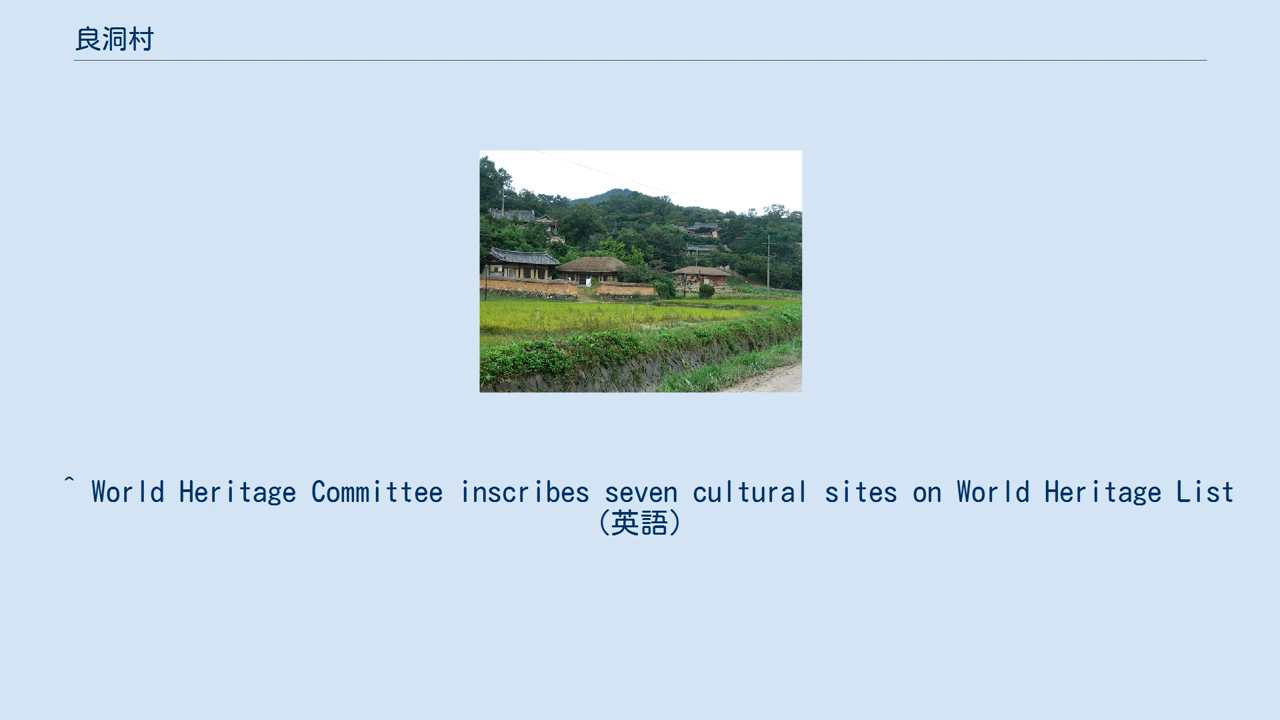 良洞村
^ World Heritage Committee inscribes seven cultural sites on World Heritage List
（英語）